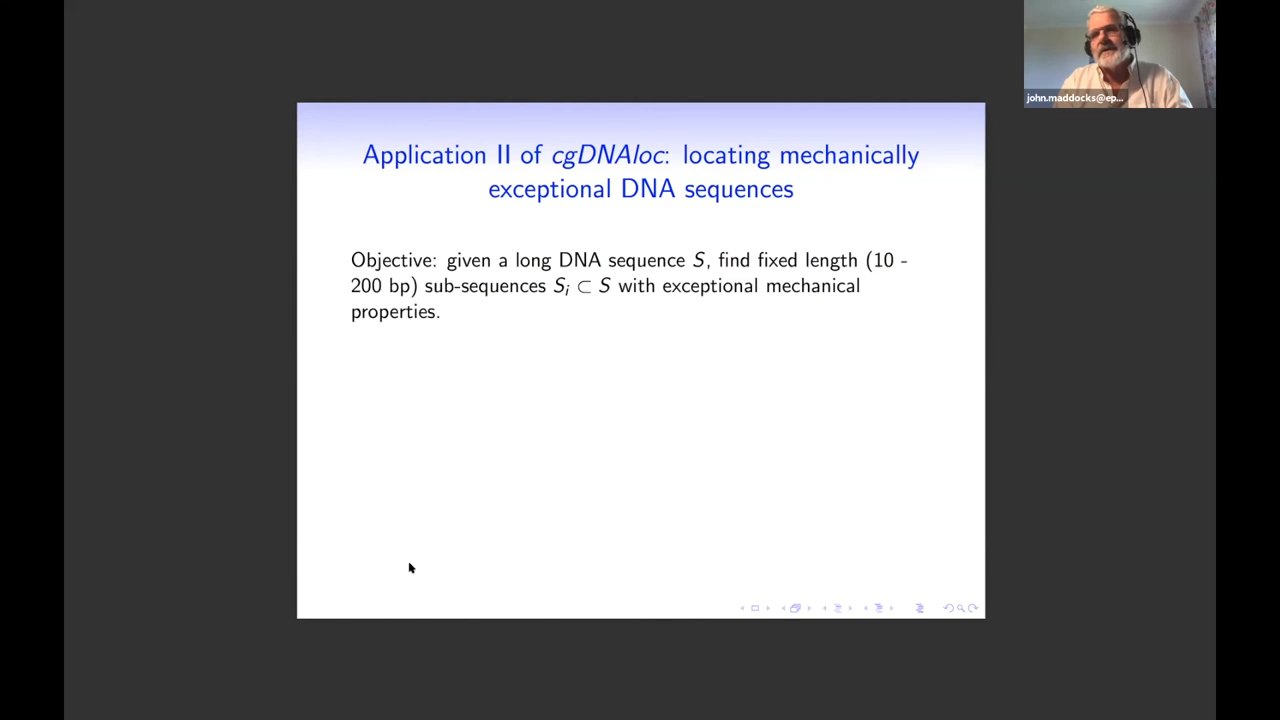 john.maddocks@ep...
Application II of cgDNAloc: locating mechanically
exceptional DNA sequences
Objective: given a long DNA sequence S, find fixed length (10 -
200 bp) sub-sequences Si ⊂ S with exceptional mechanical
properties.